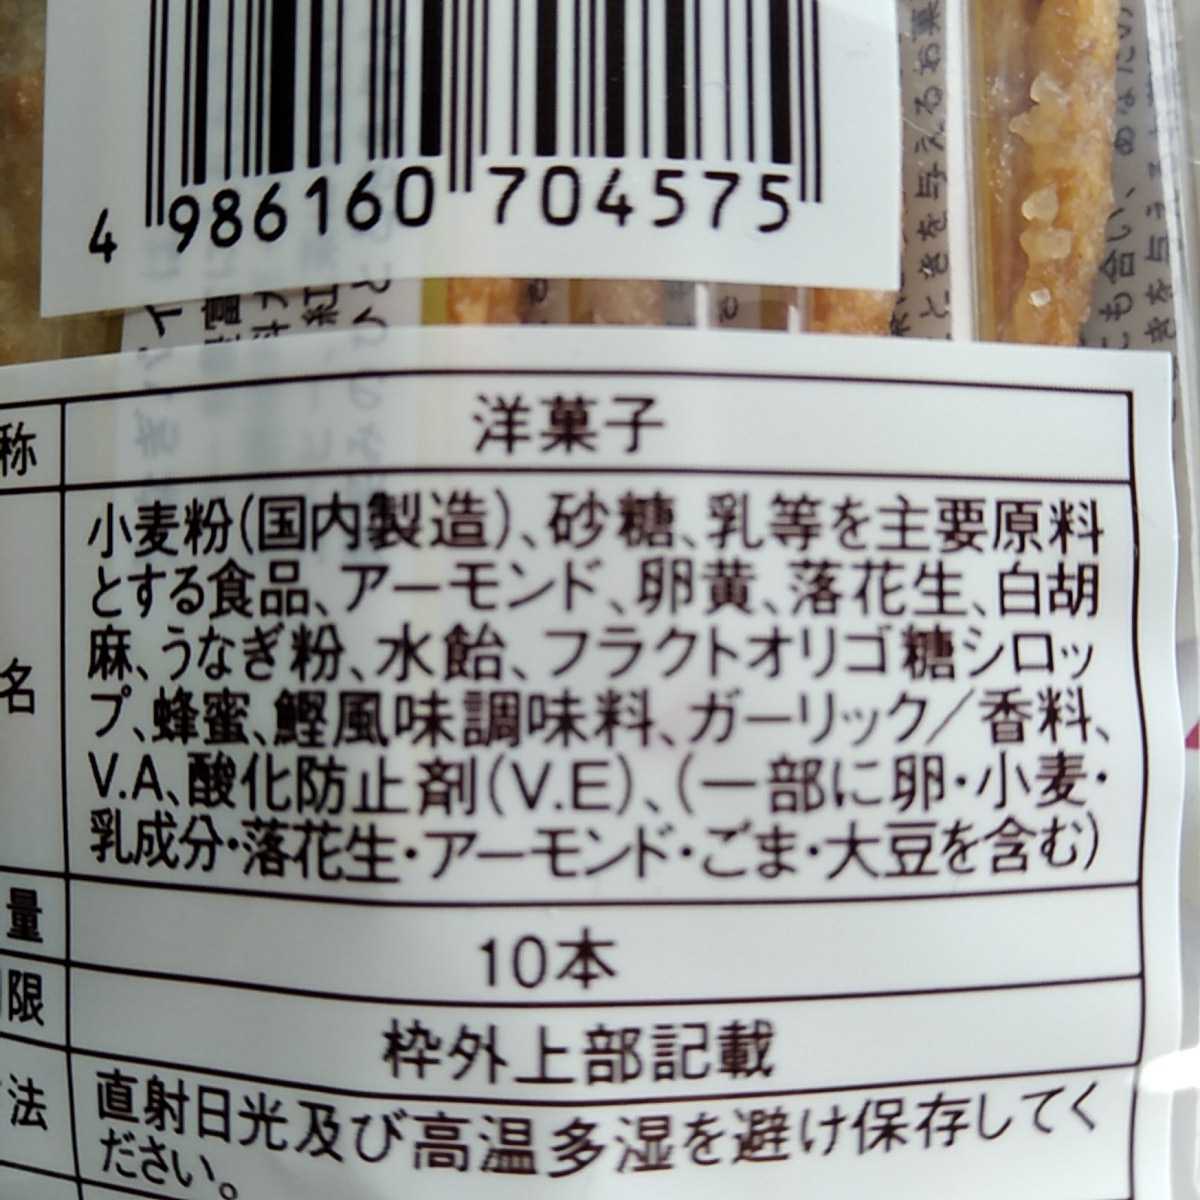 4 986160 704575
称 洋菓子
名 小麦粉(国内製造)、砂糖、乳等を主要原料
とする食品、アーモンド、卵黄、落花生、白胡
麻、うなぎ粉、水飴、フラクトオリゴ糖シロッ
プ、蜂蜜、鰹風味調味料、ガーリック/香料、
V.A、酸化防止剤(V.E)、(一部に卵・小麦・
乳成分・落花生・アーモンド・ごま・大豆を含む)
量 10本
限 枠外上部記載
法 直射日光及び高温多湿を避け保存してく
ださい。